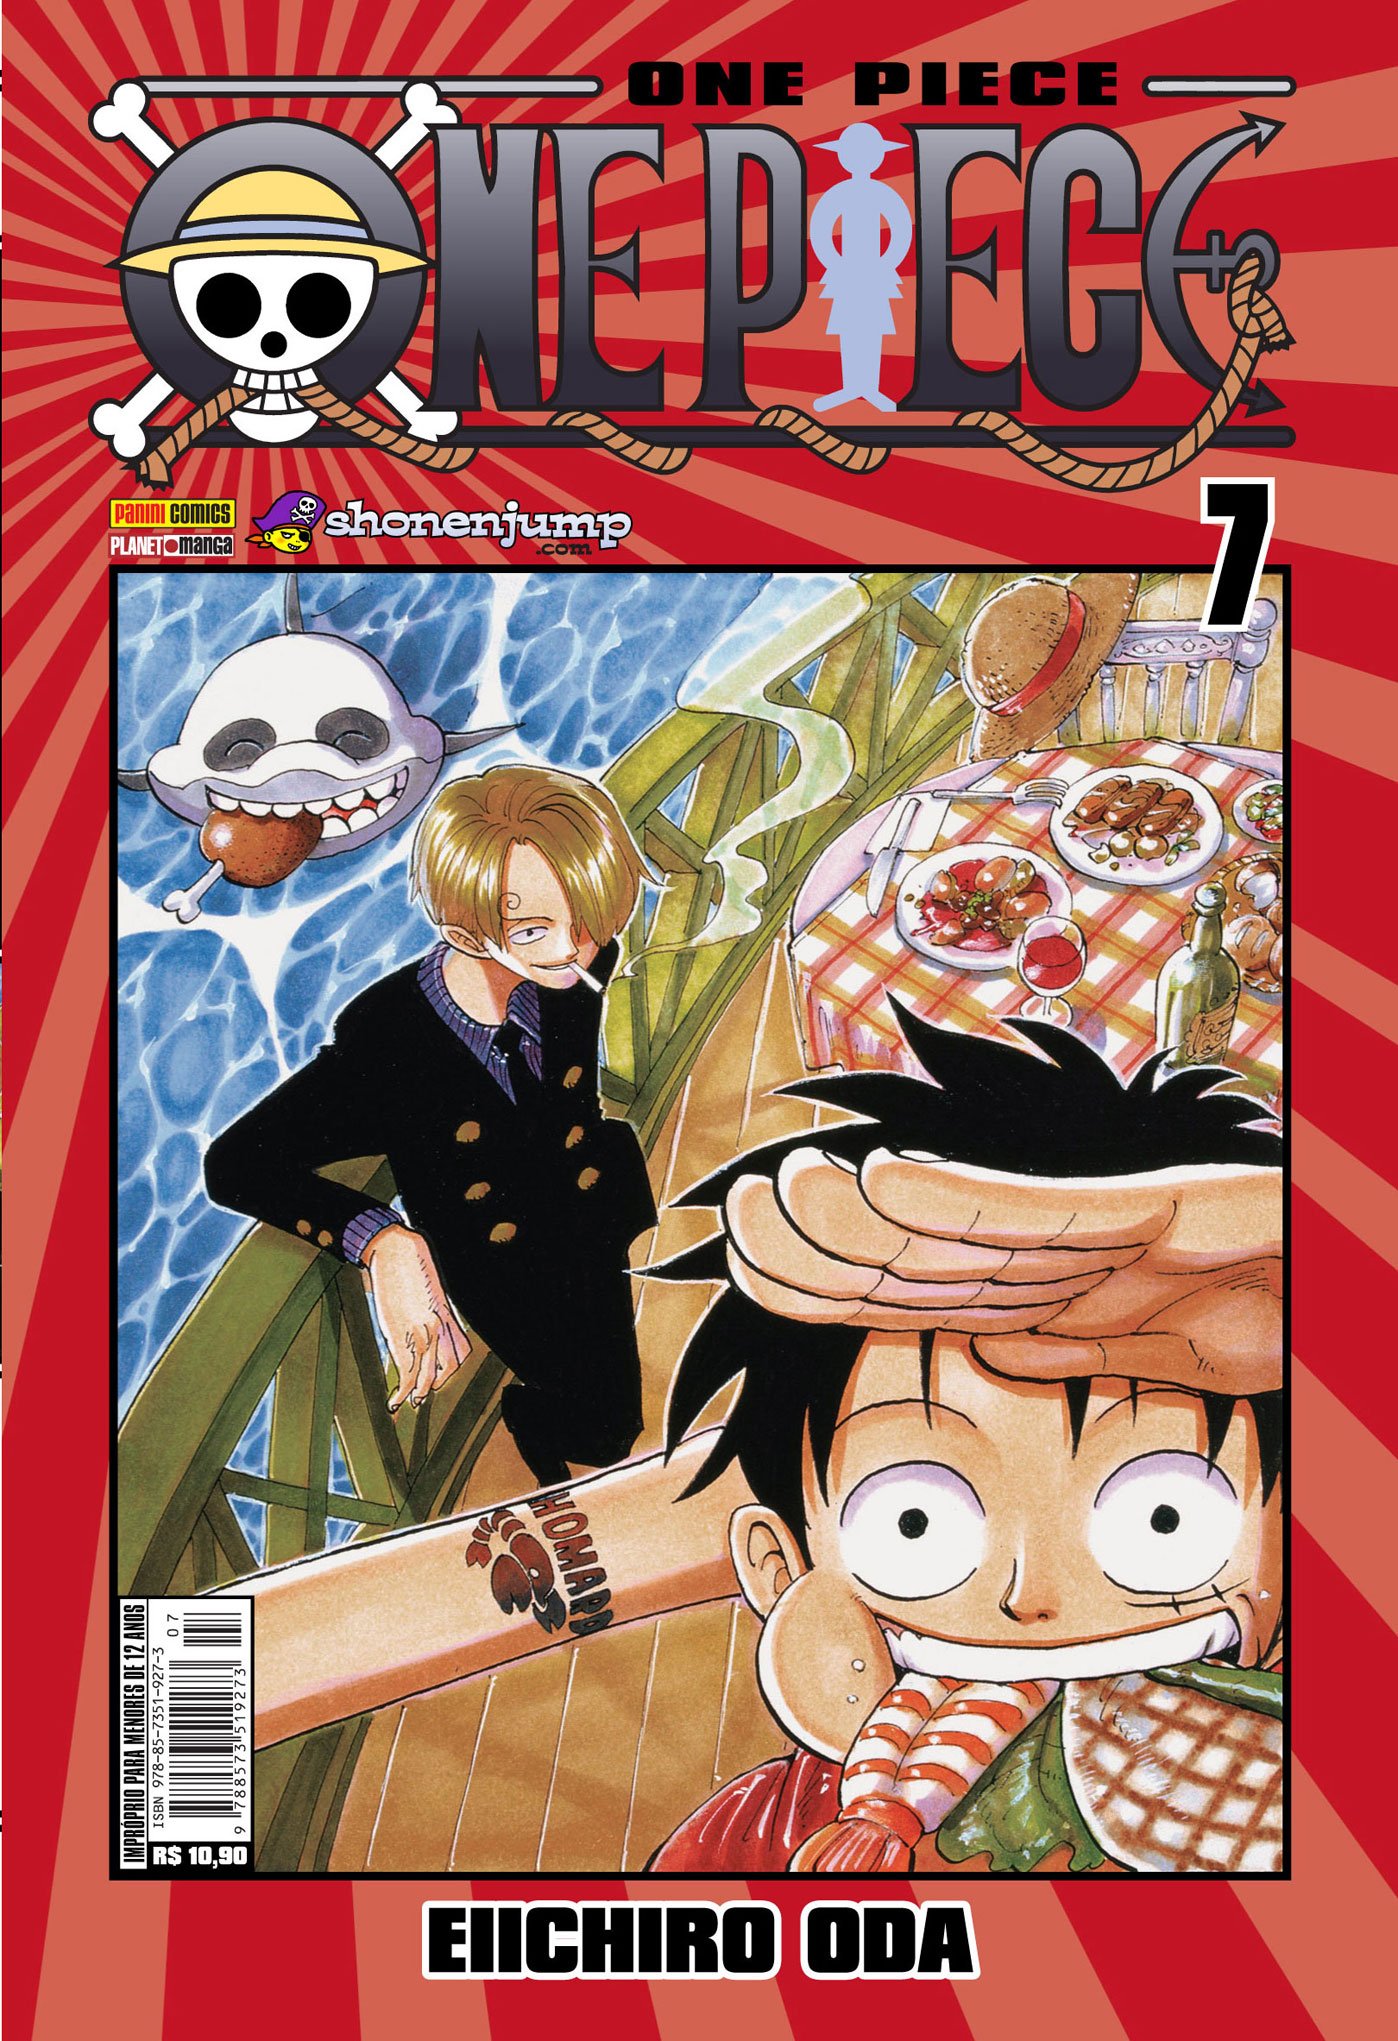 ONE PIECE
ONE PIECE
7
PANINI COMICS
PLANET MANGA
shonenjump
.com
HOMARD
IMPRÓPRIO PARA MENORES DE 12 ANOS
ISBN 978-85-7351-927-3
07
9 788573 519273
R$ 10,90
EIICHIRO ODA